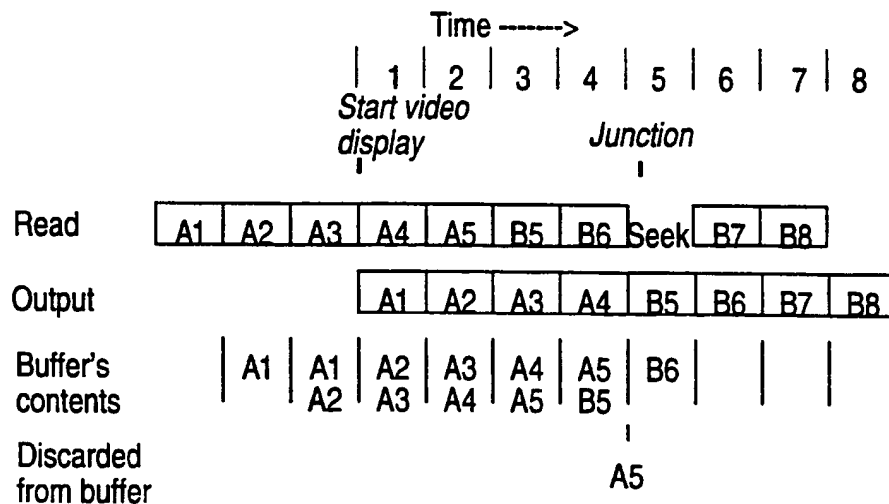 Time ------->
1 2 3 4 5 6 7 8
Start video
display
Junction
Read A1 A2 A3 A4 A5 B5 B6 Seek B7 B8
Output A1 A2 A3 A4 B5 B6 B7 B8
Buffer's A1 A1 A2 A3 A4 A5 B6
contents A2 A3 A4 A5 B5
Discarded
from buffer A5